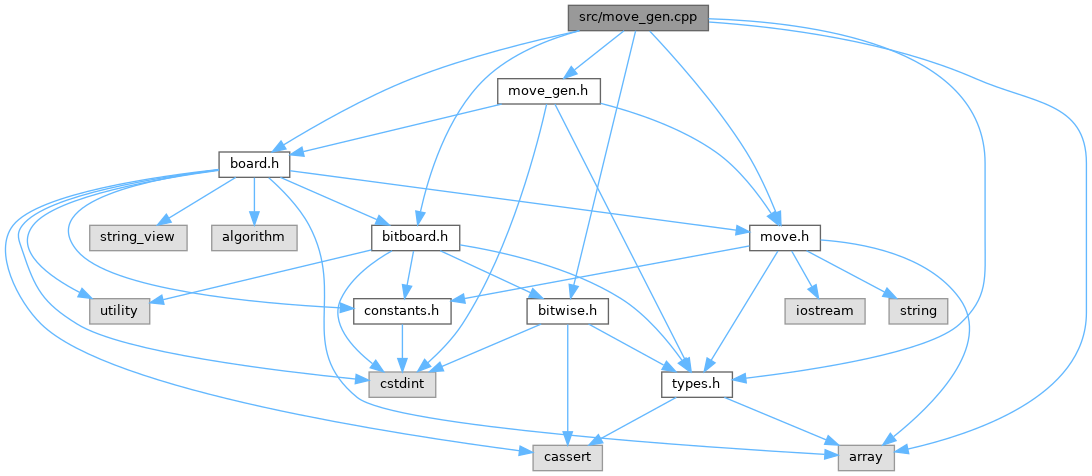 src/move_gen.cpp
move_gen.h
board.h
string_view
algorithm
bitboard.h
move.h
utility
constants.h
bitwise.h
iostream
string
cstdint
types.h
cassert
array